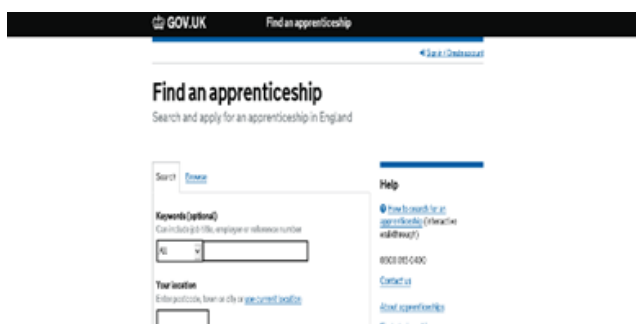 GOV.UK Find an apprenticeship
Sign in / Create account
Find an apprenticeship
Search and apply for an apprenticeship in England
Search Browse
Keywords (optional)
Can include job title, employer or reference number
All
Your location
Enter postcode, town or city or use current location
Help
How to search for an
apprenticeship (interactive
walkthrough)
Contact us
About apprenticeships